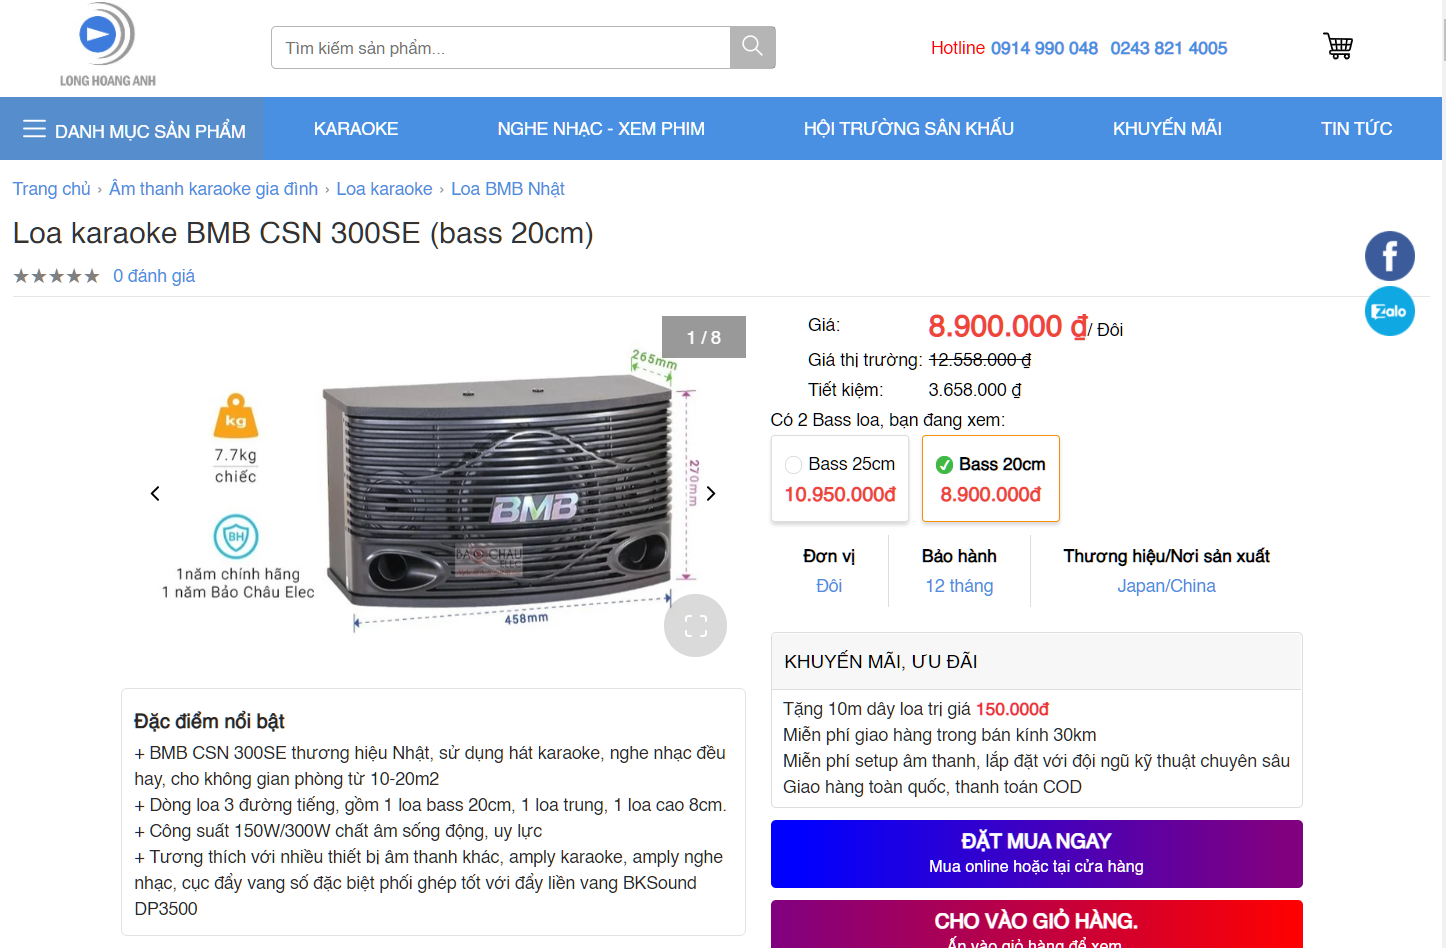 LONG HOANG ANH
Tìm kiếm sản phẩm...
Hotline 0914 990 048 0243 821 4005
DANH MỤC SẢN PHẨM
KARAOKE
NGHE NHẠC - XEM PHIM
HỘI TRƯỜNG SÂN KHẤU
KHUYẾN MÃI
TIN TỨC
Trang chủ › Âm thanh karaoke gia đình › Loa karaoke › Loa BMB Nhật
Loa karaoke BMB CSN 300SE (bass 20cm)
★★★★★ 0 đánh giá
f
Zalo
1 / 8
265mm
kg
7.7kg
chiếc
270mm
BMB
BH
BẢO CHÂU
ELEC
1năm chính hãng
1 năm Bảo Châu Elec
458mm
Giá: 8.900.000 ₫/ Đôi
Giá thị trường: 12.558.000 ₫
Tiết kiệm: 3.658.000 ₫
Có 2 Bass loa, bạn đang xem:
Bass 25cm
10.950.000đ
Bass 20cm
8.900.000đ
Đơn vị
Đôi
Bảo hành
12 tháng
Thương hiệu/Nơi sản xuất
Japan/China
KHUYẾN MÃI, ƯU ĐÃI
Tặng 10m dây loa trị giá 150.000đ
Miễn phí giao hàng trong bán kính 30km
Miễn phí setup âm thanh, lắp đặt với đội ngũ kỹ thuật chuyên sâu
Giao hàng toàn quốc, thanh toán COD
Đặc điểm nổi bật
+ BMB CSN 300SE thương hiệu Nhật, sử dụng hát karaoke, nghe nhạc đều
hay, cho không gian phòng từ 10-20m2
+ Dòng loa 3 đường tiếng, gồm 1 loa bass 20cm, 1 loa trung, 1 loa cao 8cm.
+ Công suất 150W/300W chất âm sống động, uy lực
+ Tương thích với nhiều thiết bị âm thanh khác, amply karaoke, amply nghe
nhạc, cục đẩy vang số đặc biệt phối ghép tốt với đẩy liền vang BKSound
DP3500
ĐẶT MUA NGAY
Mua online hoặc tại cửa hàng
CHO VÀO GIỎ HÀNG.
Ấn vào giỏ hàng để xem